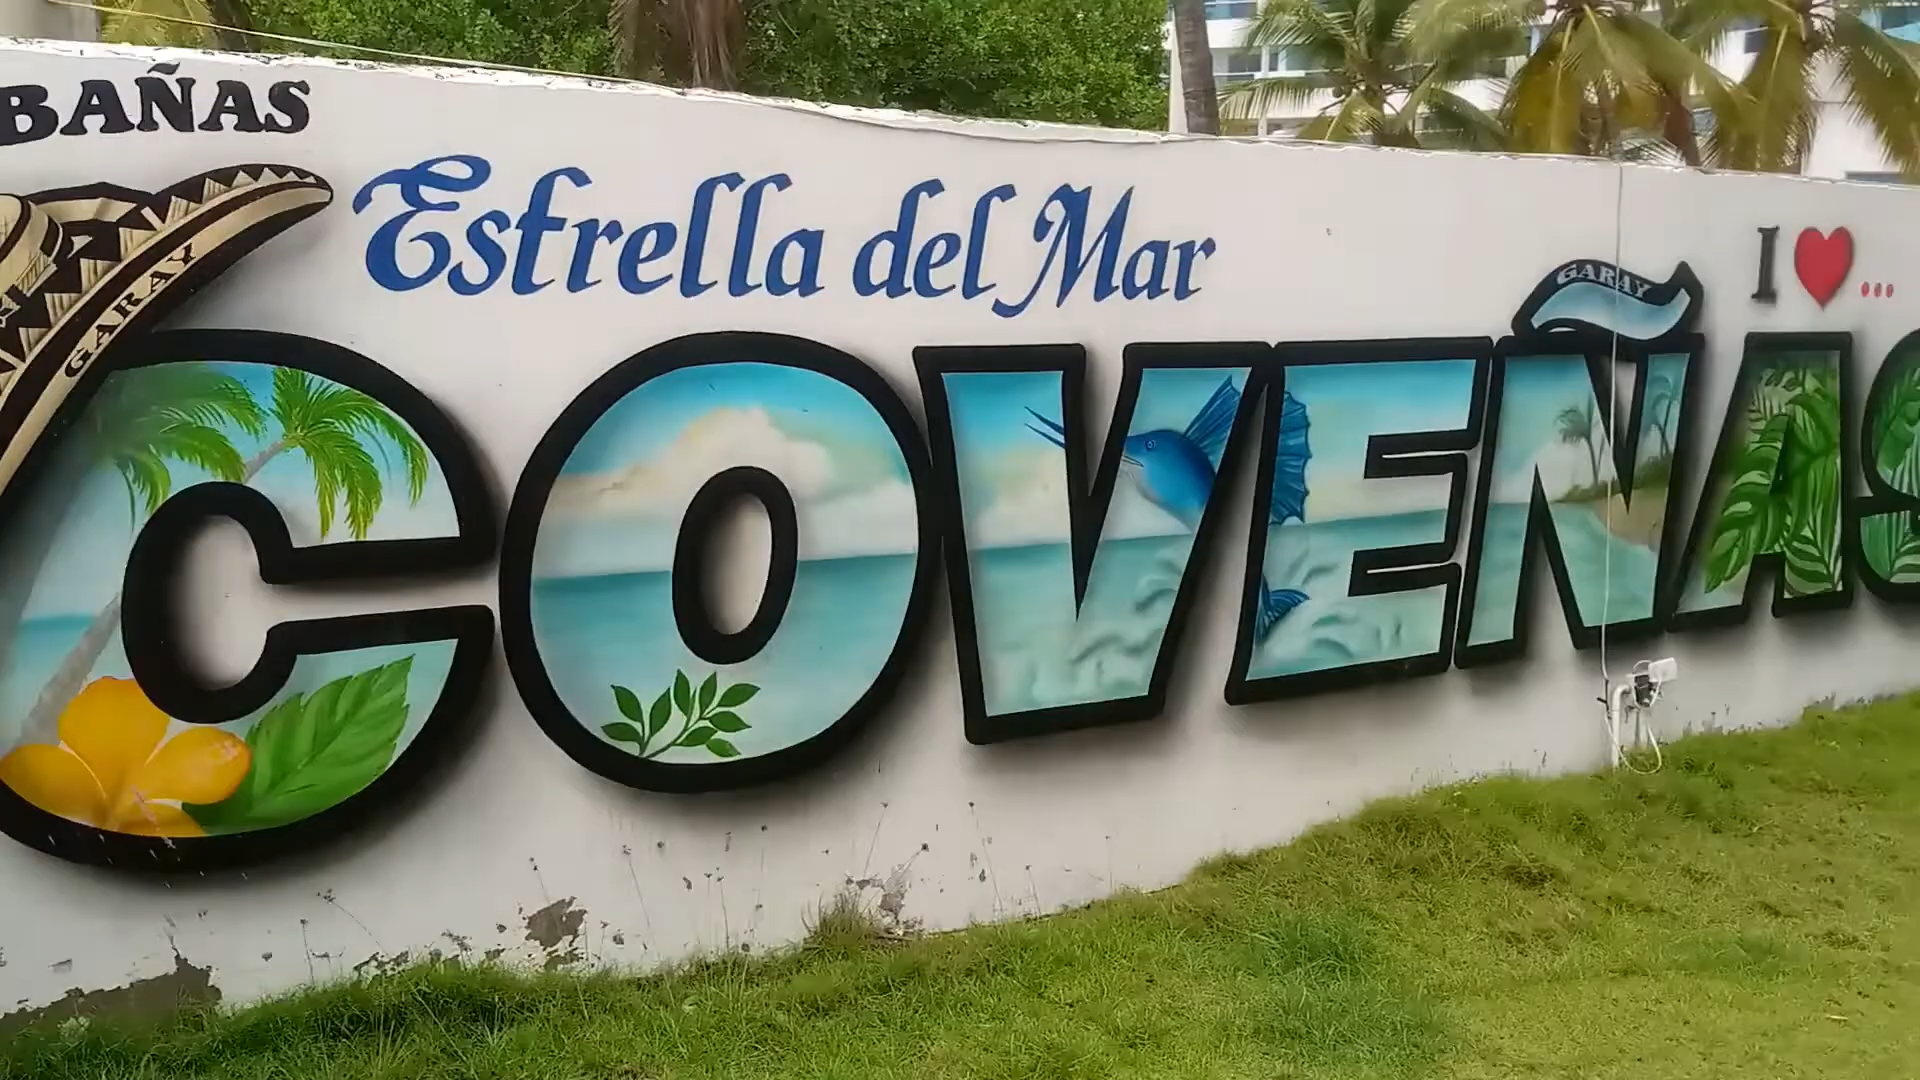 BAÑAS
Estrella del Mar
I ❤...
GARAY
GARAY
COVEÑAS